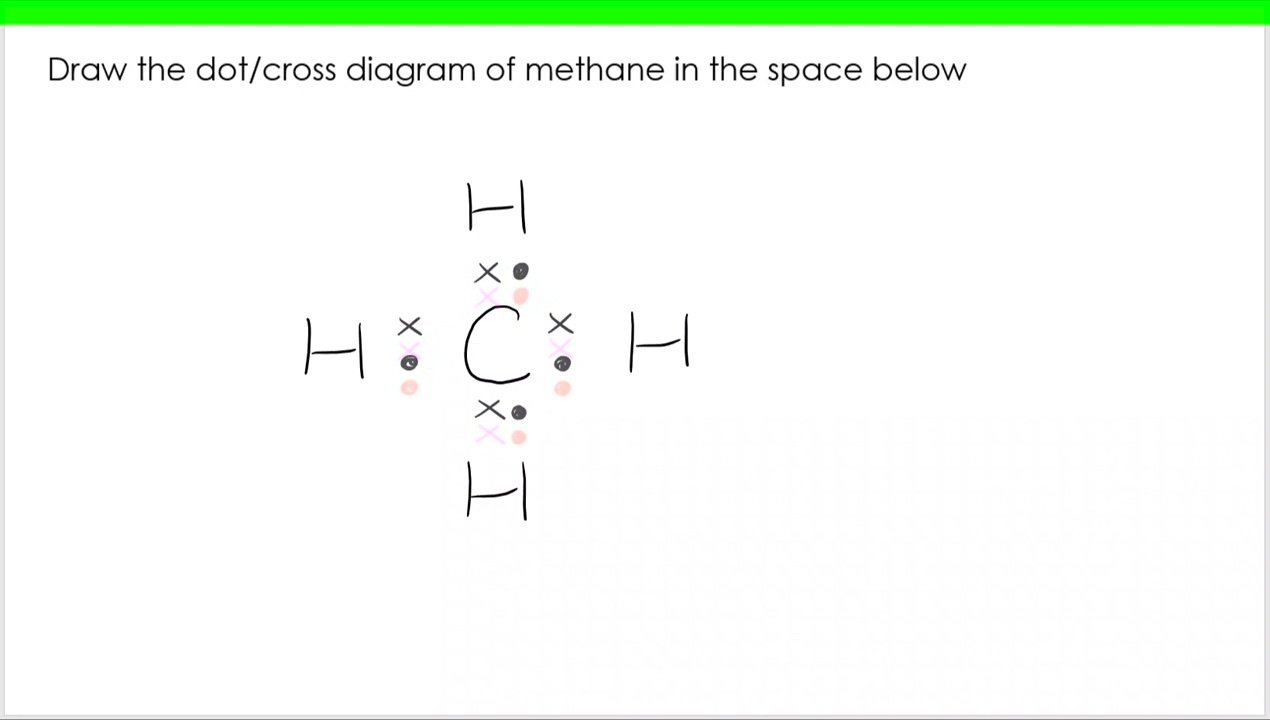 Draw the dot/cross diagram of methane in the space below
H
H C H
H